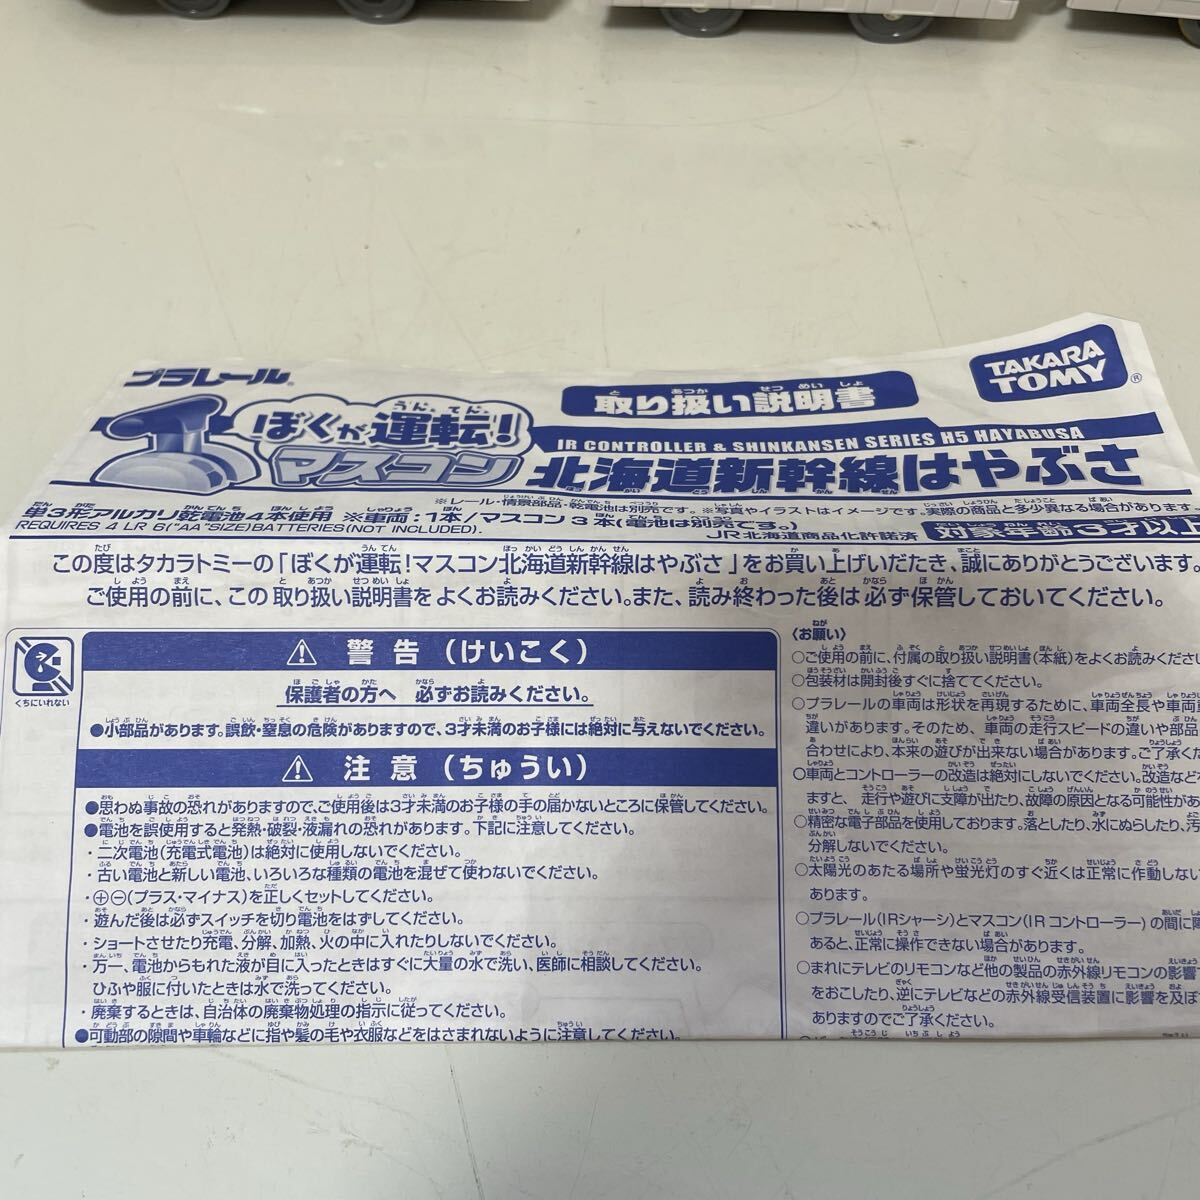 プラレール®
TAKARA TOMY®
取り扱い説明書
ぼくが運転!
マスコン
IR CONTROLLER & SHINKANSEN SERIES H5 HAYABUSA
北海道新幹線はやぶさ
※レール・情景部品・乾電池は別売です。※写真やイラストはイメージです。実際の商品と多少異なる場合があります
単3形アルカリ乾電池4本使用 ※車両:1本/マスコン3本(電池は別売です。)
REQUIRES 4 LR 6("AA"SIZE)BATTERIES(NOT INCLUDED).
JR北海道商品化許諾済
対象年齢3才以上
この度はタカラトミーの「ぼくが運転!マスコン北海道新幹線はやぶさ」をお買い上げいただき、誠にありがとうございます。
ご使用の前に、この取り扱い説明書をよくお読みください。また、読み終わった後は必ず保管しておいてください。
くちにいれない
⚠ 警告(けいこく)
保護者の方へ 必ずお読みください。
●小部品があります。誤飲・窒息の危険がありますので、3才未満のお子様には絶対に与えないでください。
⚠ 注意(ちゅうい)
●思わぬ事故の恐れがありますので、ご使用後は3才未満のお子様の手の届かないところに保管してください。
●電池を誤使用すると発熱・破裂・液漏れの恐れがあります。下記に注意してください。
・二次電池(充電式電池)は絶対に使用しないでください。
・古い電池と新しい電池、いろいろな種類の電池を混ぜて使わないでください。
・⊕⊖(プラス・マイナス)を正しくセットしてください。
・遊んだ後は必ずスイッチを切り電池をはずしてください。
・ショートさせたり充電、分解、加熱、火の中に入れたりしないでください。
・万一、電池からもれた液が目に入ったときはすぐに大量の水で洗い、医師に相談してください。
ひふや服に付いたときは水で洗ってください。
・廃棄するときは、自治体の廃棄物処理の指示に従ってください。
●可動部の隙間や車輪などに指や髪の毛や衣服などをはさまれないように注意してください。
〈お願い〉
○ご使用の前に、付属の取り扱い説明書(本紙)をよくお読みくださ
○包装材は開封後すぐに捨ててください。
○プラレールの車両は形状を再現するために、車両全長や車両重
違いがあります。そのため、車両の走行スピードの違いや部品
合わせにより、本来の遊びが出来ない場合があります。ご了承くだ
○車両とコントローラーの改造は絶対にしないでください。改造など
ますと、走行や遊びに支障が出たり、故障の原因となる可能性があ
○精密な電子部品を使用しております。落としたり、水にぬらしたり、汚
分解しないでください。
○太陽光のあたる場所や蛍光灯のすぐ近くは正常に作動しない
あります。
○プラレール(IRシャーシ)とマスコン(IRコントローラー)の間に障
あると、正常に操作できない場合があります。
○まれにテレビのリモコンなど他の製品の赤外線リモコンの影響
をおこしたり、逆にテレビなどの赤外線受信装置に影響を及ぼ
ありますのでご了承ください。